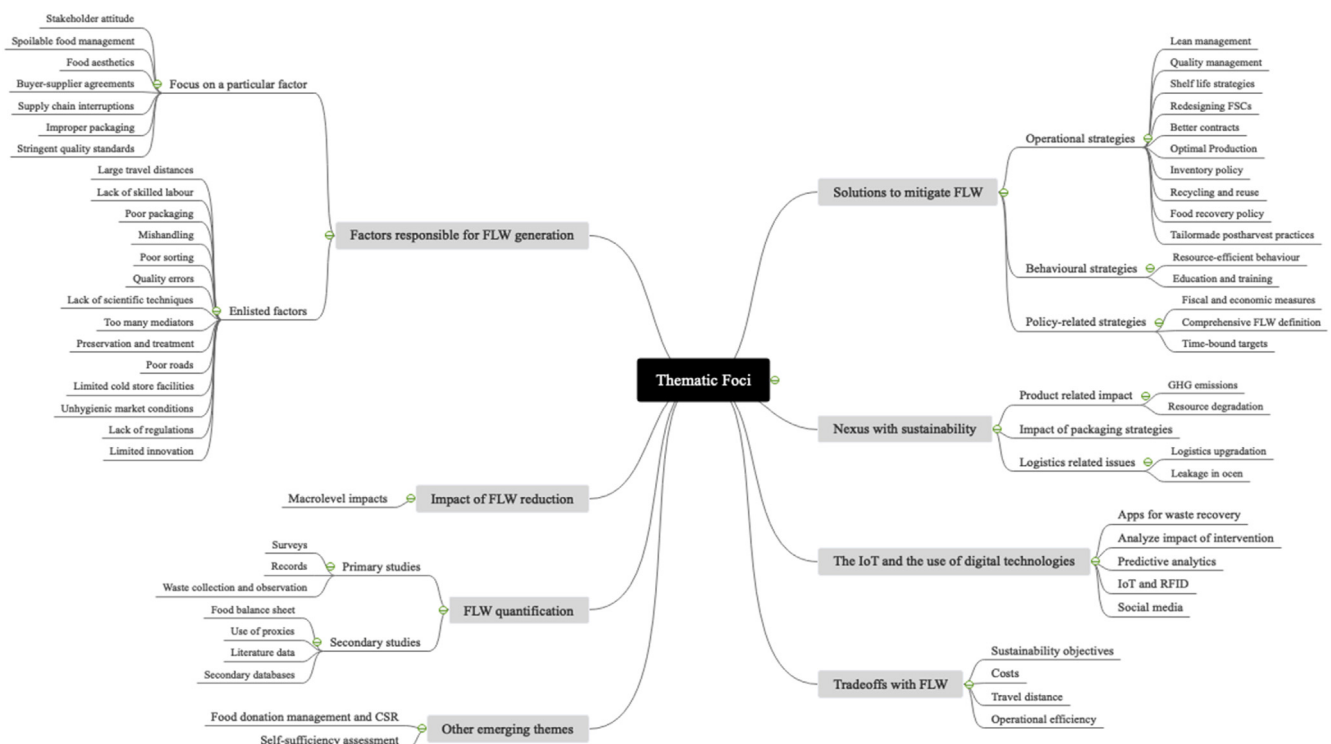 Stakeholder attitude
Spoilable food management
Food aesthetics
Buyer-supplier agreements
Supply chain interruptions
Improper packaging
Stringent quality standards
Focus on a particular factor
Large travel distances
Lack of skilled labour
Poor packaging
Mishandling
Poor sorting
Quality errors
Lack of scientific techniques
Too many mediators
Preservation and treatment
Poor roads
Limited cold store facilities
Unhygienic market conditions
Lack of regulations
Limited innovation
Enlisted factors
Factors responsible for FLW generation
Macrolevel impacts
Impact of FLW reduction
Surveys
Records
Waste collection and observation
Primary studies
Food balance sheet
Use of proxies
Literature data
Secondary databases
Secondary studies
FLW quantification
Food donation management and CSR
Self-sufficiency assessment
Other emerging themes
Thematic Foci
Solutions to mitigate FLW
Operational strategies
Lean management
Quality management
Shelf life strategies
Redesigning FSCs
Better contracts
Optimal Production
Inventory policy
Recycling and reuse
Food recovery policy
Tailormade postharvest practices
Behavioural strategies
Resource-efficient behaviour
Education and training
Policy-related strategies
Fiscal and economic measures
Comprehensive FLW definition
Time-bound targets
Nexus with sustainability
Product related impact
GHG emissions
Resource degradation
Impact of packaging strategies
Logistics related issues
Logistics upgradation
Leakage in ocen
The IoT and the use of digital technologies
Apps for waste recovery
Analyze impact of intervention
Predictive analytics
IoT and RFID
Social media
Tradeoffs with FLW
Sustainability objectives
Costs
Travel distance
Operational efficiency